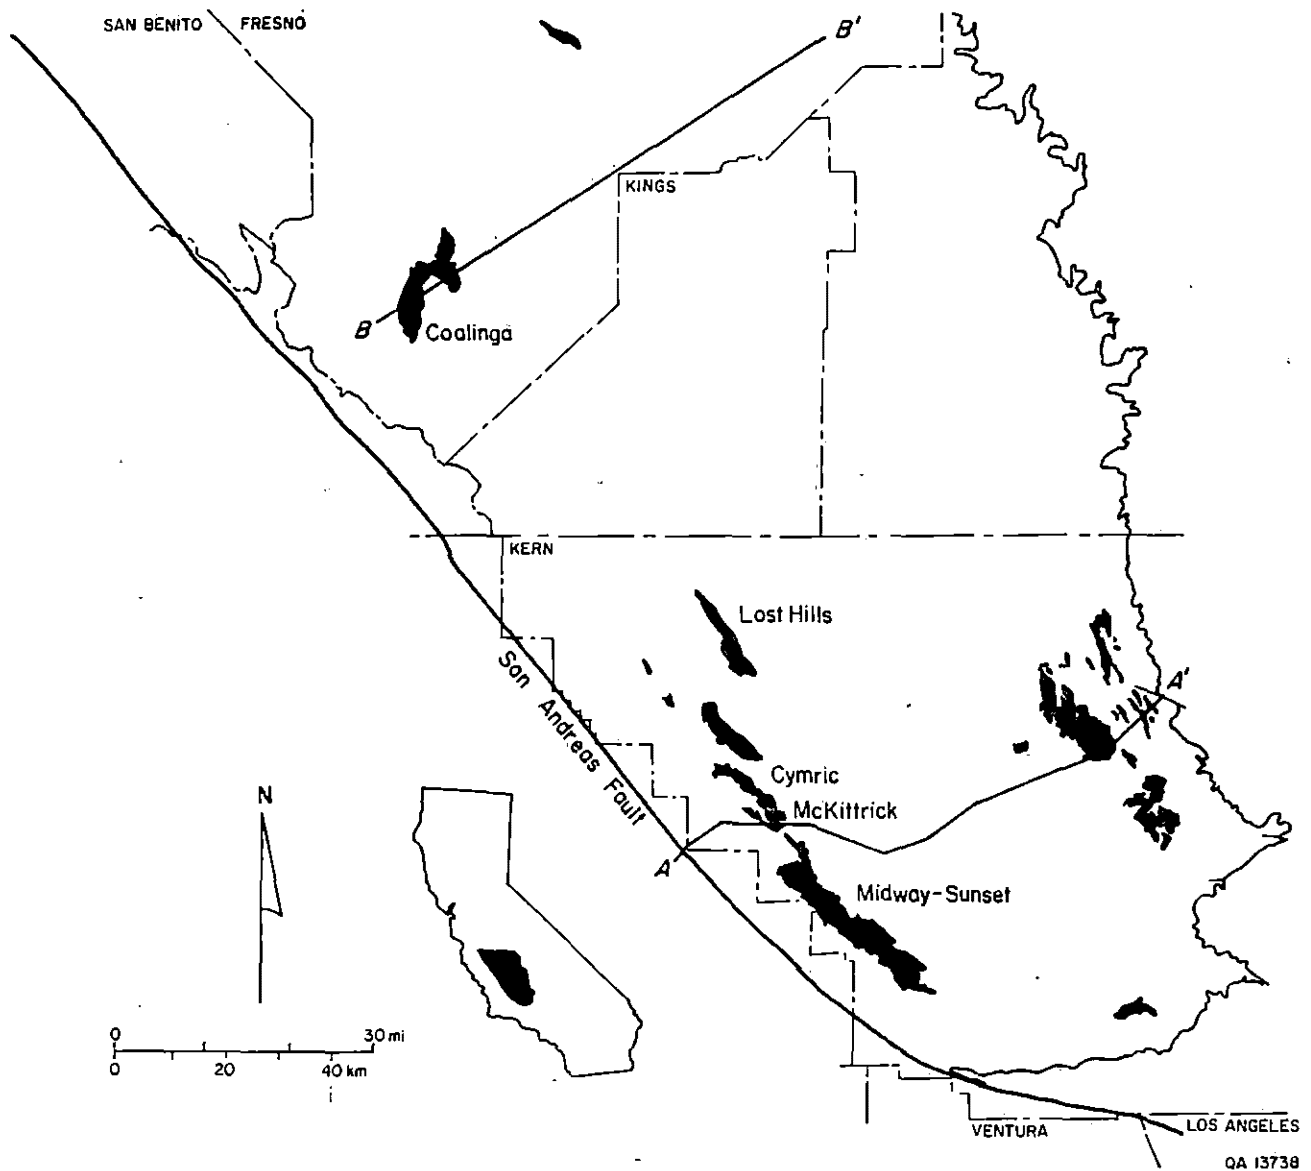 SAN BENITO
FRESNO
B'
KINGS
B
Coalinga
KERN
Lost Hills
San Andreas Fault
A'
Cymric
McKittrick
A
Midway-Sunset
N
0 30 mi
0 20 40 km
VENTURA
LOS ANGELES
QA 13738